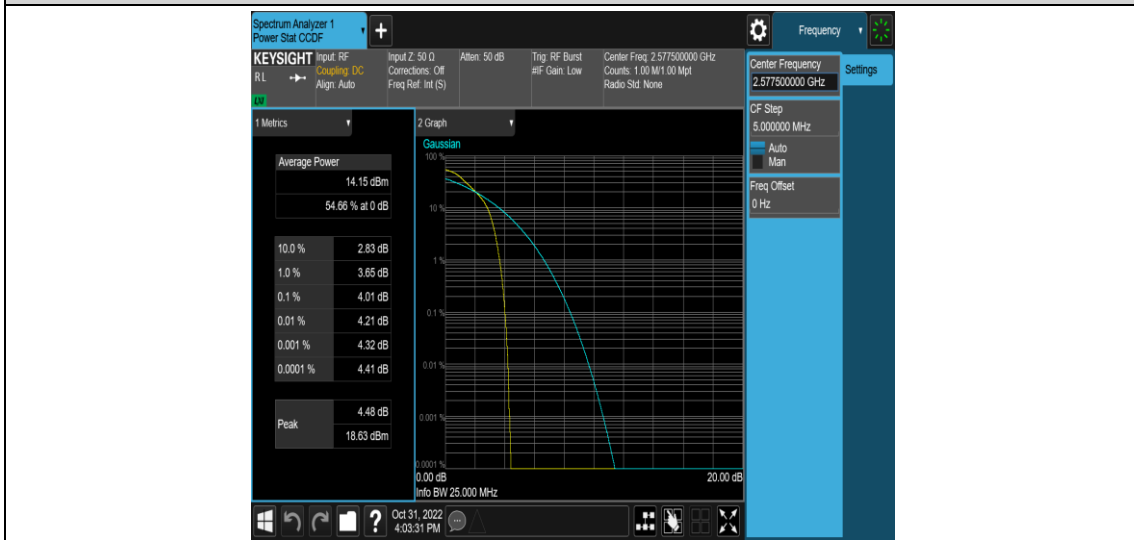 Spectrum Analyzer 1
Power Stat CCDF
+
Frequency
KEYSIGHT
RL
LXI
Input: RF
Coupling: DC
Align: Auto
Input Z: 50 Ω
Corrections: Off
Freq Ref: Int (S)
Atten: 50 dB
Trig: RF Burst
#IF Gain: Low
Center Freq: 2.577500000 GHz
Counts: 1.00 M/1.00 Mpt
Radio Std: None
Center Frequency
2.577500000 GHz
Settings
CF Step
5.000000 MHz
Auto
Man
Freq Offset
0 Hz
1 Metrics
Average Power
14.15 dBm
54.66 % at 0 dB
10.0 % 2.83 dB
1.0 % 3.65 dB
0.1 % 4.01 dB
0.01 % 4.21 dB
0.001 % 4.32 dB
0.0001 % 4.41 dB
Peak
4.48 dB
18.63 dBm
2 Graph
Gaussian
100 %
10 %
1 %
0.1 %
0.01 %
0.001 %
0.0001 %
0.00 dB 20.00 dB
Info BW 25.000 MHz
?
Oct 31, 2022
4:03:31 PM